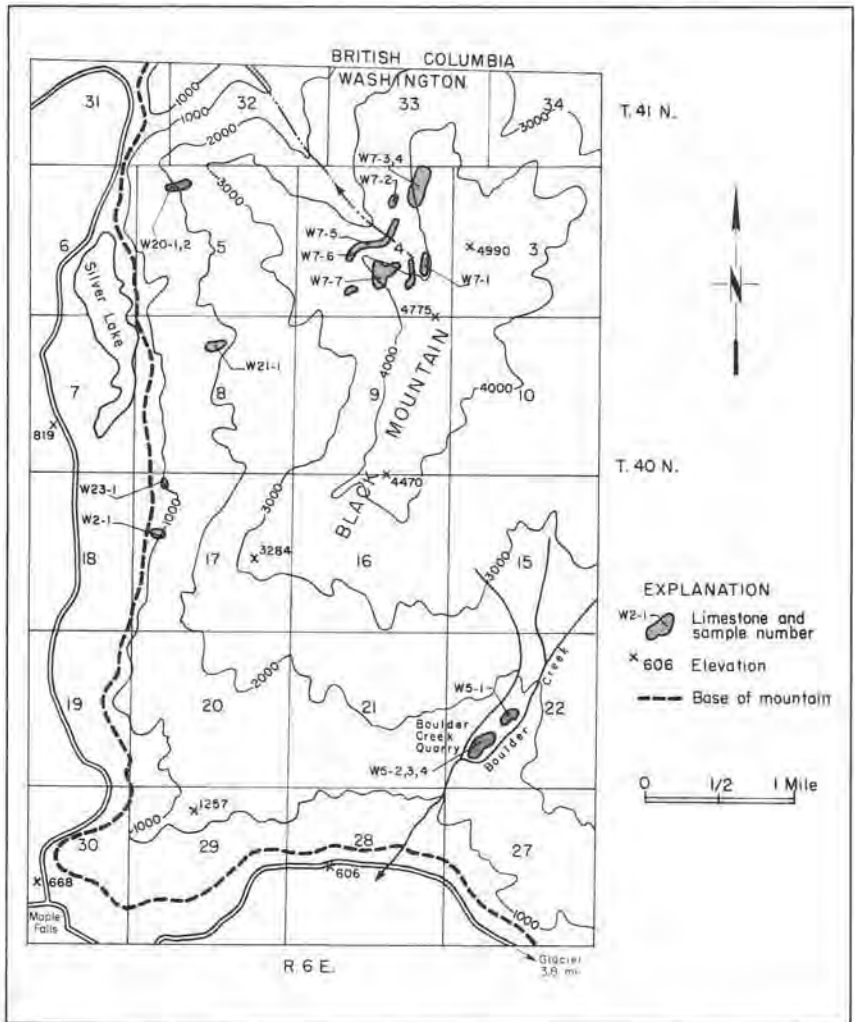 BRITISH COLUMBIA
WASHINGTON
31
1000
1000
32
33
34
3000
T. 41 N.
2000
3000
W7-3,4
W7-2
W20-1,2
5
6
W7-5
W7-6
W7-7
4
4990
3
W7-1
Silver Lake
4775
W21-1
7
8
9
4000
10
4000
819
BLACK MOUNTAIN
4470
T. 40 N.
W23-1
W2-1
1000
3000
18
17
3284
16
3000
15
EXPLANATION
W2-1
Limestone and
sample number
606 Elevation
Base of mountain
2000
19
20
21
W5-1
22
Boulder
Creek
Quarry
Boulder Creek
W5-2,3,4
0 1/2 1 Mile
1257
1000
30
29
28
27
668
606
1000
Maple
Falls
R. 6 E.
Glacier
3.8 mi.
N